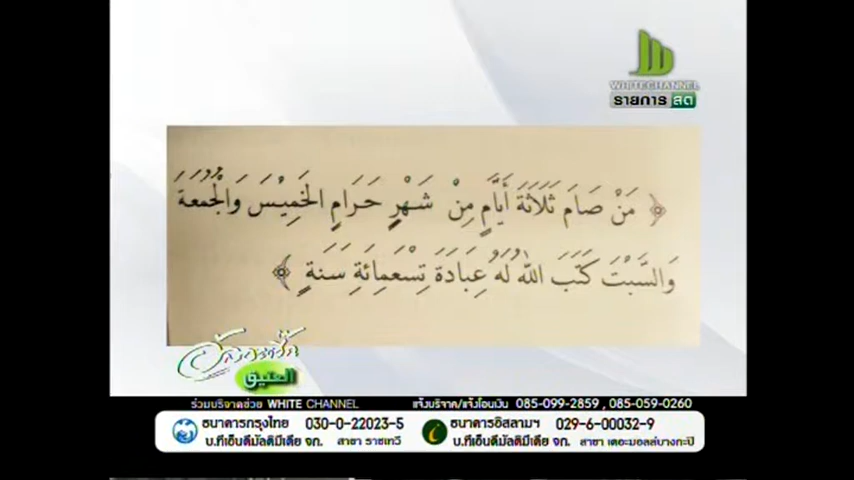 WHITECHANNEL
รายการ สด
﴿ مَنْ صَامَ ثَلَاثَةَ أَيَّامٍ مِنْ شَهْرٍ حَرَامٍ الخَمِيْسَ وَالْجُمُعَةَ
وَالسَّبْتَ كَتَبَ اللهُ لَهُ عِبَادَةَ تِسْعَمِائَةِ سَنَةٍ ﴾
العتيق
ร่วมบริจาคช่วย WHITE CHANNEL แจ้งบริจาค/แจ้งโอนเงิน 085-099-2859 , 085-059-0260
ธนาคารกรุงไทย 030-0-22023-5
บ.ทีเอ็นดีมัลติมีเดีย จก. สาขา ราชเทวี
ธนาคารอิสลามฯ 029-6-00032-9
บ.ทีเอ็นดีมัลติมีเดีย จก. สาขา เดอะมอลล์บางกะปิ